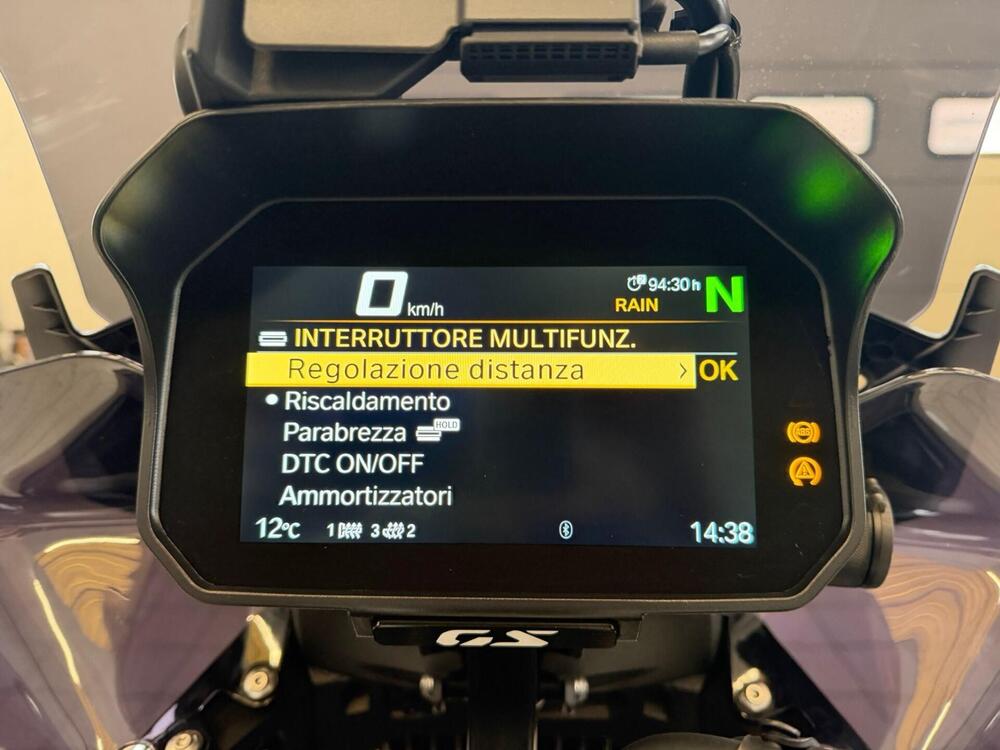 0 km/h
94:30 h
RAIN
N
INTERRUTTORE MULTIFUNZ.
Regolazione distanza > OK
• Riscaldamento
Parabrezza HOLD
DTC ON/OFF
Ammortizzatori
12°C 1 3 2 14:38
ABS
GS